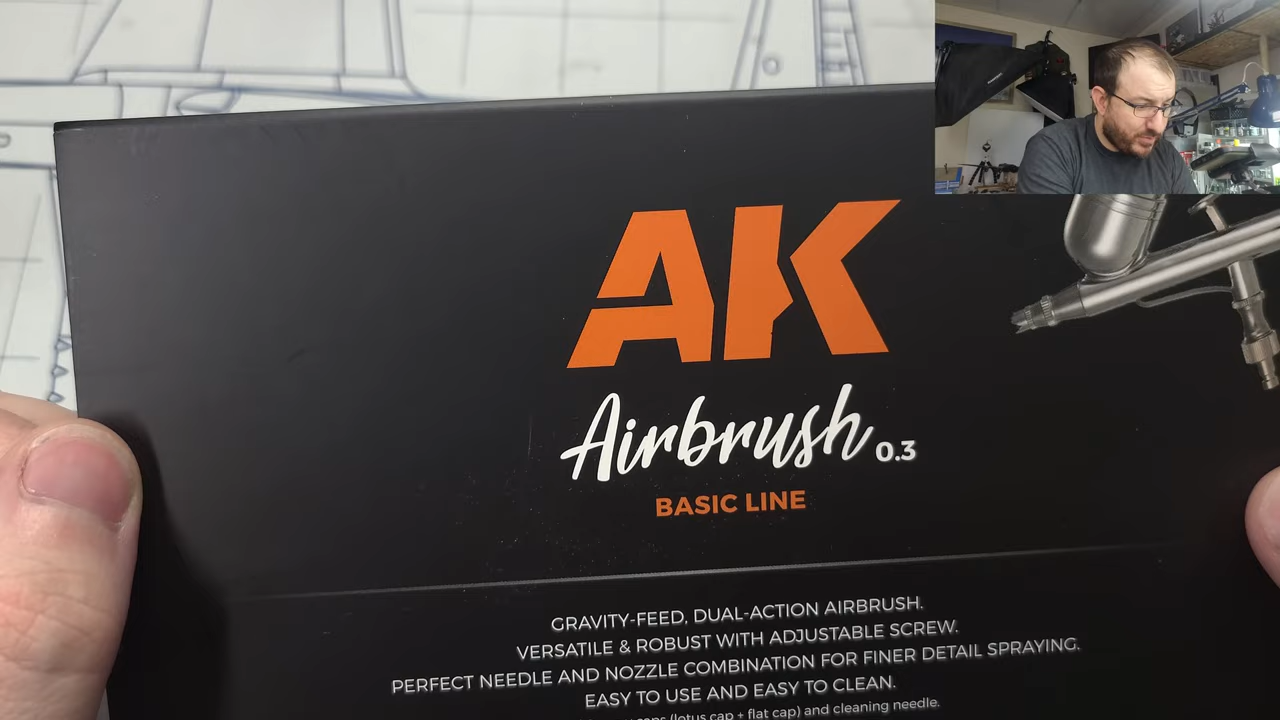 AK
Airbrush 0.3
BASIC LINE
GRAVITY-FEED, DUAL-ACTION AIRBRUSH.
VERSATILE & ROBUST WITH ADJUSTABLE SCREW.
PERFECT NEEDLE AND NOZZLE COMBINATION FOR FINER DETAIL SPRAYING.
EASY TO USE AND EASY TO CLEAN.
caps (lotus cap + flat cap) and cleaning needle.